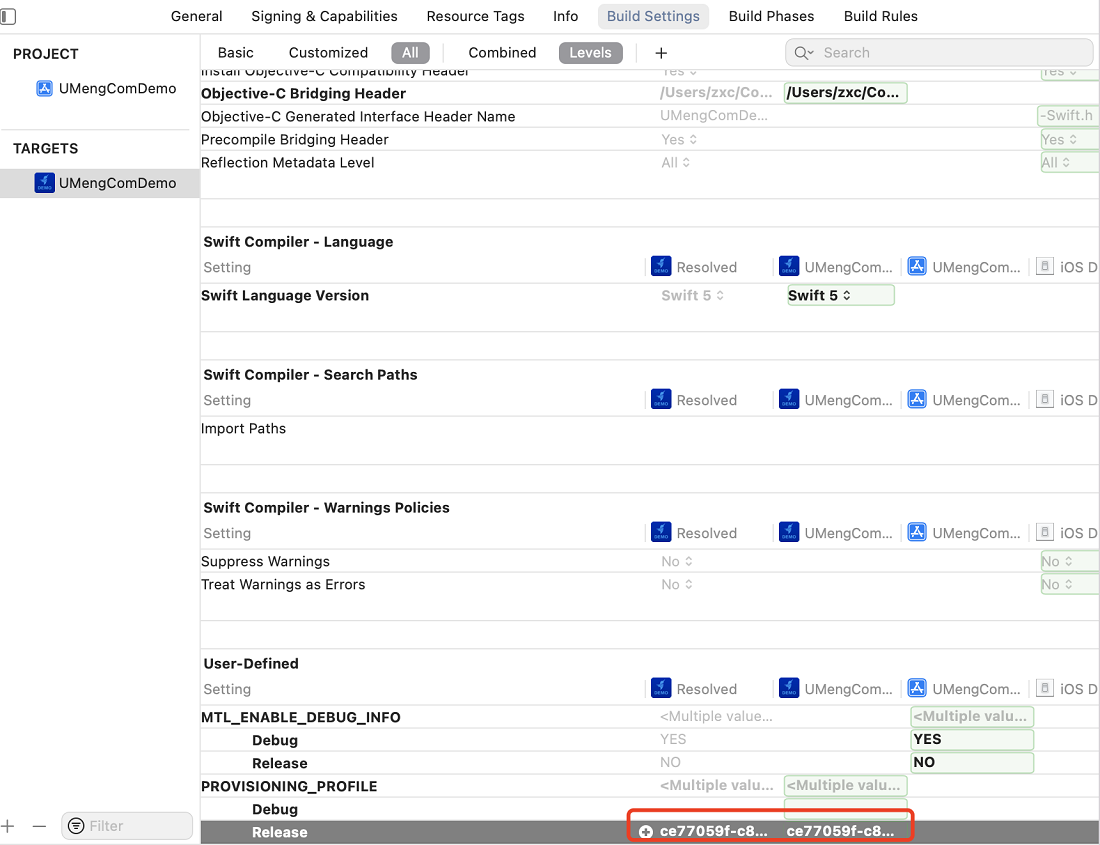 General Signing & Capabilities Resource Tags Info Build Settings Build Phases Build Rules
PROJECT
UMengComDemo
TARGETS
UMengComDemo
Filter
Basic Customized All Combined Levels + Search
Install Objective-C Compatibility Header Yes Yes
Objective-C Bridging Header /Users/zxc/Co... /Users/zxc/Co...
Objective-C Generated Interface Header Name UMengComDe... -Swift.h
Precompile Bridging Header Yes Yes
Reflection Metadata Level All All
Swift Compiler - Language
Setting Resolved UMengCom... UMengCom... iOS D
Swift Language Version Swift 5 Swift 5
Swift Compiler - Search Paths
Setting Resolved UMengCom... UMengCom... iOS D
Import Paths
Swift Compiler - Warnings Policies
Setting Resolved UMengCom... UMengCom... iOS D
Suppress Warnings No No
Treat Warnings as Errors No No
User-Defined
Setting Resolved UMengCom... UMengCom... iOS D
MTL_ENABLE_DEBUG_INFO <Multiple value... <Multiple valu...
Debug YES YES
Release NO NO
PROVISIONING_PROFILE <Multiple valu... <Multiple valu...
Debug
Release ce77059f-c8... ce77059f-c8...